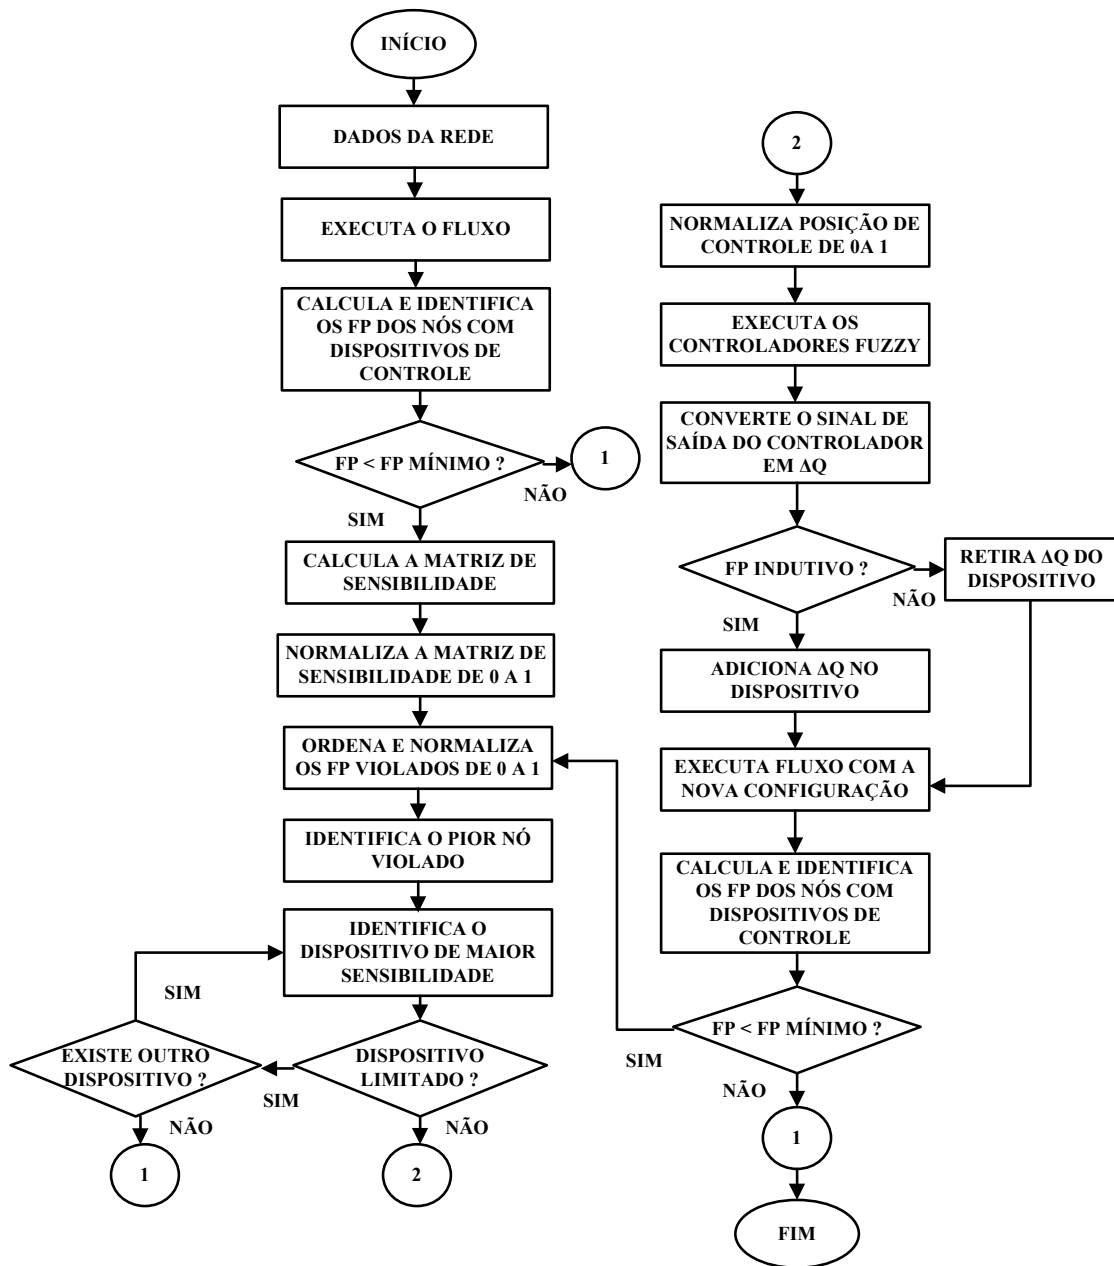 INÍCIO
DADOS DA REDE
EXECUTA O FLUXO
CALCULA E IDENTIFICA
OS FP DOS NÓS COM
DISPOSITIVOS DE
CONTROLE
FP < FP MÍNIMO ?
NÃO
1
SIM
CALCULA A MATRIZ DE
SENSIBILIDADE
NORMALIZA A MATRIZ DE
SENSIBILIDADE DE 0 A 1
ORDENA E NORMALIZA
OS FP VIOLADOS DE 0 A 1
IDENTIFICA O PIOR NÓ
VIOLADO
IDENTIFICA O
DISPOSITIVO DE MAIOR
SENSIBILIDADE
SIM
DISPOSITIVO
LIMITADO ?
SIM
EXISTE OUTRO
DISPOSITIVO ?
NÃO
1
NÃO
2
2
NORMALIZA POSIÇÃO DE
CONTROLE DE 0A 1
EXECUTA OS
CONTROLADORES FUZZY
CONVERTE O SINAL DE
SAÍDA DO CONTROLADOR
EM ΔQ
FP INDUTIVO ?
NÃO
RETIRA ΔQ DO
DISPOSITIVO
SIM
ADICIONA ΔQ NO
DISPOSITIVO
EXECUTA FLUXO COM A
NOVA CONFIGURAÇÃO
CALCULA E IDENTIFICA
OS FP DOS NÓS COM
DISPOSITIVOS DE
CONTROLE
FP < FP MÍNIMO ?
SIM
NÃO
1
FIM